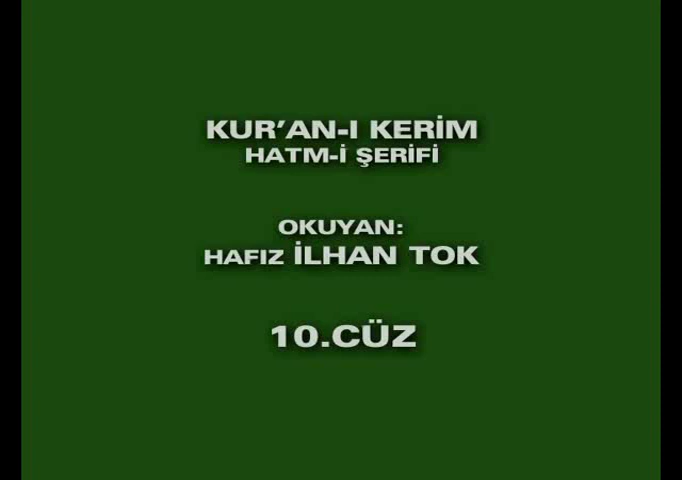 KUR’AN-I KERİM
HATM-İ ŞERİFİ
OKUYAN:
HAFIZ İLHAN TOK
10.CÜZ